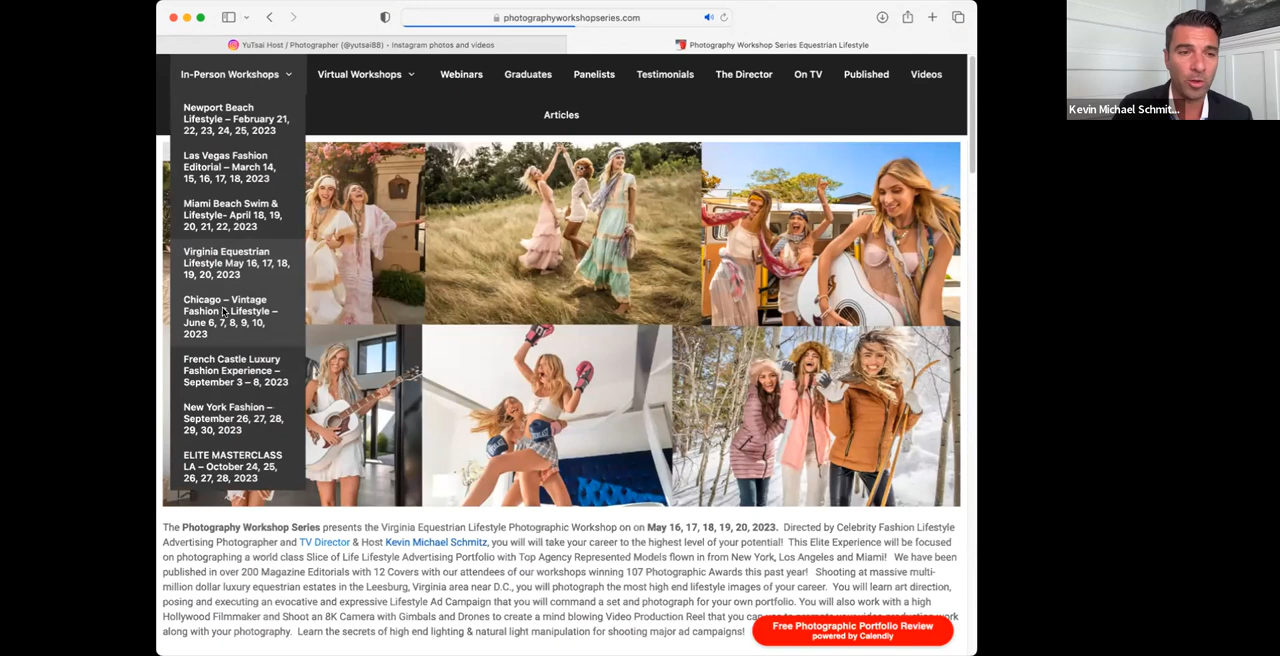 photographyworkshopseries.com
YuTsai Host / Photographer (@yutsai88) • Instagram photos and videos
Photography Workshop Series Equestrian Lifestyle
In-Person Workshops
Virtual Workshops
Webinars
Graduates
Panelists
Testimonials
The Director
On TV
Published
Videos
Articles
Newport Beach
Lifestyle – February 21,
22, 23, 24, 25, 2023
Las Vegas Fashion
Editorial – March 14,
15, 16, 17, 18, 2023
Miami Beach Swim &
Lifestyle- April 18, 19,
20, 21, 22, 2023
Virginia Equestrian
Lifestyle May 16, 17, 18,
19, 20, 2023
Chicago – Vintage
Fashion Lifestyle –
June 6, 7, 8, 9, 10,
2023
French Castle Luxury
Fashion Experience –
September 3 – 8, 2023
New York Fashion –
September 26, 27, 28,
29, 30, 2023
ELITE MASTERCLASS
LA – October 24, 25,
26, 27, 28, 2023
The Photography Workshop Series presents the Virginia Equestrian Lifestyle Photographic Workshop on on May 16, 17, 18, 19, 20, 2023. Directed by Celebrity Fashion Lifestyle
Advertising Photographer and TV Director & Host Kevin Michael Schmitz, you will will take your career to the highest level of your potential! This Elite Experience will be focused
on photographing a world class Slice of Life Lifestyle Advertising Portfolio with Top Agency Represented Models flown in from New York, Los Angeles and Miami! We have been
published in over 200 Magazine Editorials with 12 Covers with our attendees of our workshops winning 107 Photographic Awards this past year! Shooting at massive multi-
million dollar luxury equestrian estates in the Leesburg, Virginia area near D.C., you will photograph the most high end lifestyle images of your career. You will learn art direction,
posing and executing an evocative and expressive Lifestyle Ad Campaign that you will command a set and photograph for your own portfolio. You will also work with a high
Hollywood Filmmaker and Shoot an 8K Camera with Gimbals and Drones to create a mind blowing Video Production Reel that you can
along with your photography. Learn the secrets of high end lighting & natural light manipulation for shooting major ad campaigns!
Free Photographic Portfolio Review
powered by Calendly
Kevin Michael Schmit...